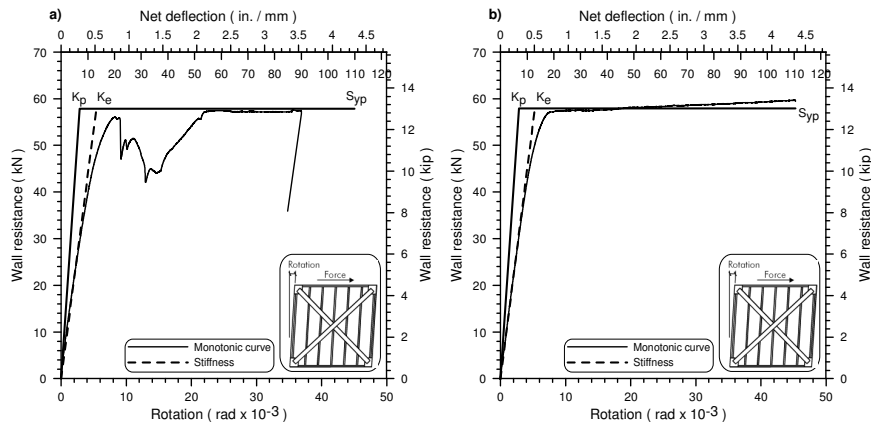 a)
Net deflection ( in. / mm )
0 0.5 1 1.5 2 2.5 3 3.5 4 4.5
10 20 30 40 50 60 70 80 90 100 110 120
70
60
50
40
30
20
10
0
Wall resistance ( kN )
Kp Ke Syp
14
12
10
8
6
4
2
0
Wall resistance ( kip )
Rotation
Force
Monotonic curve
Stiffness
0 10 20 30 40 50
Rotation ( rad x 10-3 )
b)
Net deflection ( in. / mm )
0 0.5 1 1.5 2 2.5 3 3.5 4 4.5
10 20 30 40 50 60 70 80 90 100 110 120
70
60
50
40
30
20
10
0
Wall resistance ( kN )
Kp Ke
Syp
14
12
10
8
6
4
2
0
Wall resistance ( kip )
Rotation
Force
Monotonic curve
Stiffness
0 10 20 30 40 50
Rotation ( rad x 10-3 )